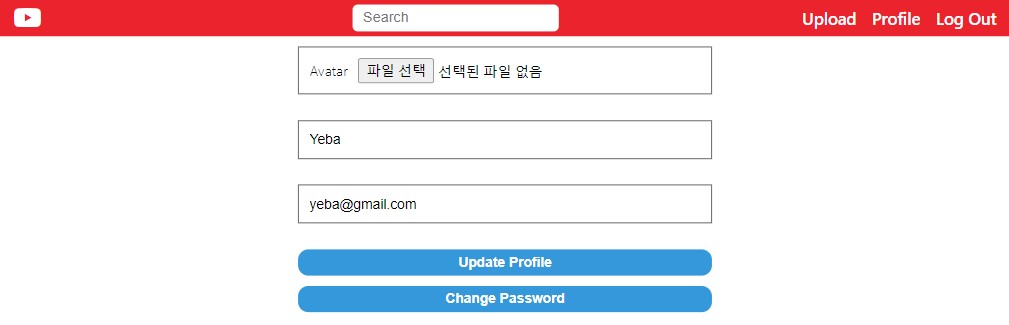 Search Upload Profile Log Out
Avatar 파일 선택 선택된 파일 없음
Yeba
yeba@gmail.com
Update Profile
Change Password